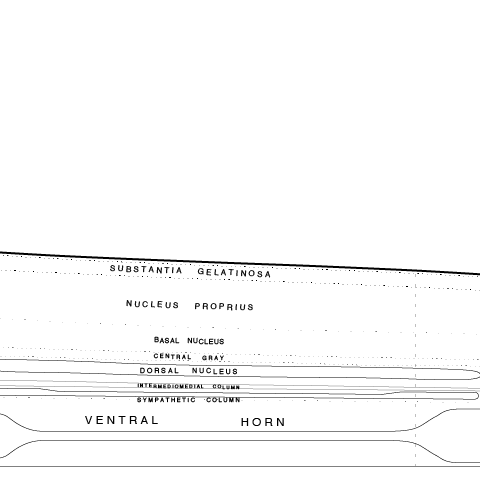 SUBSTANTIA GELATINOSA
NUCLEUS PROPRIUS
BASAL NUCLEUS
CENTRAL GRAY
DORSAL NUCLEUS
INTERMEDIOMEDIAL COLUMN
SYMPATHETIC COLUMN
VENTRAL HORN